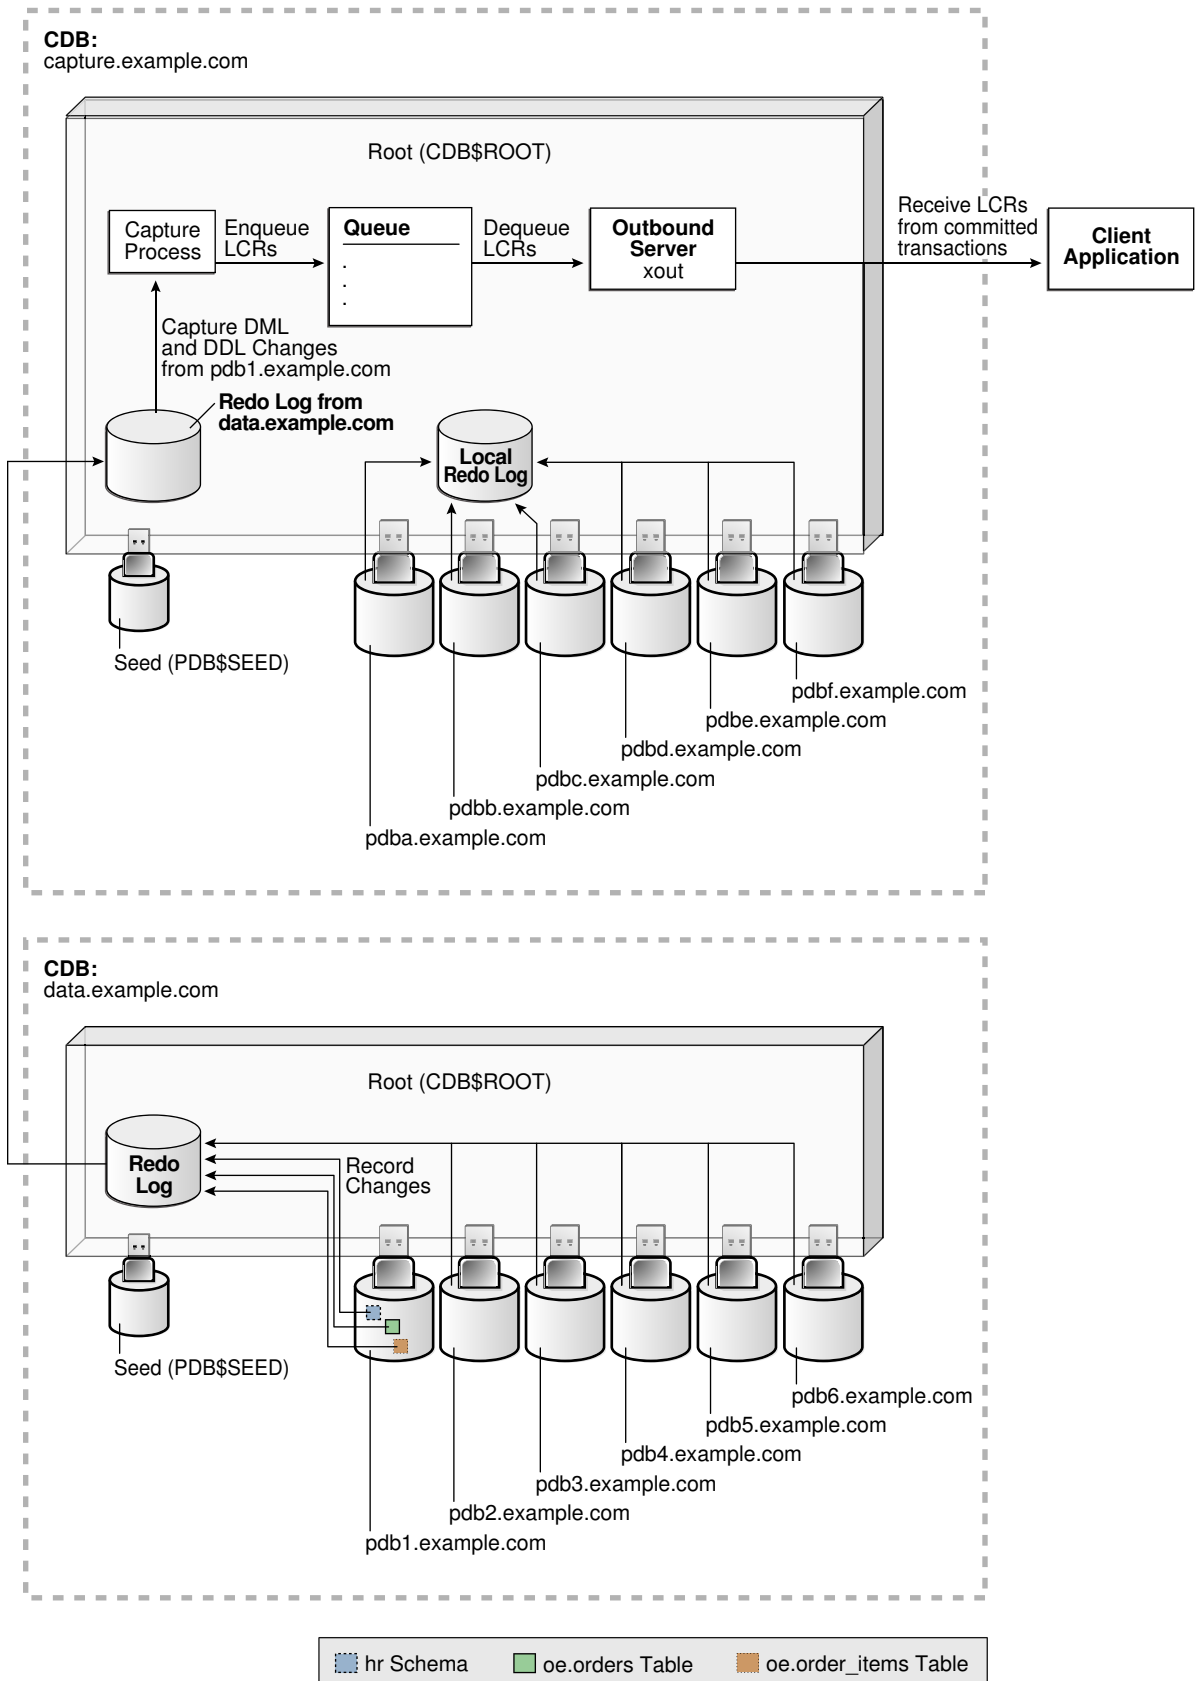 CDB:
capture.example.com
Root (CDB$ROOT)
Capture
Process
Enqueue
LCRs
Queue
.
.
.
Dequeue
LCRs
Outbound
Server
xout
Receive LCRs
from committed
transactions
Client
Application
Capture DML
and DDL Changes
from pdb1.example.com
Redo Log from
data.example.com
Local
Redo Log
Seed (PDB$SEED)
pdbf.example.com
pdbe.example.com
pdbd.example.com
pdbc.example.com
pdbb.example.com
pdba.example.com
CDB:
data.example.com
Root (CDB$ROOT)
Redo
Log
Record
Changes
Seed (PDB$SEED)
pdb6.example.com
pdb5.example.com
pdb4.example.com
pdb3.example.com
pdb2.example.com
pdb1.example.com
hr Schema
oe.orders Table
oe.order_items Table